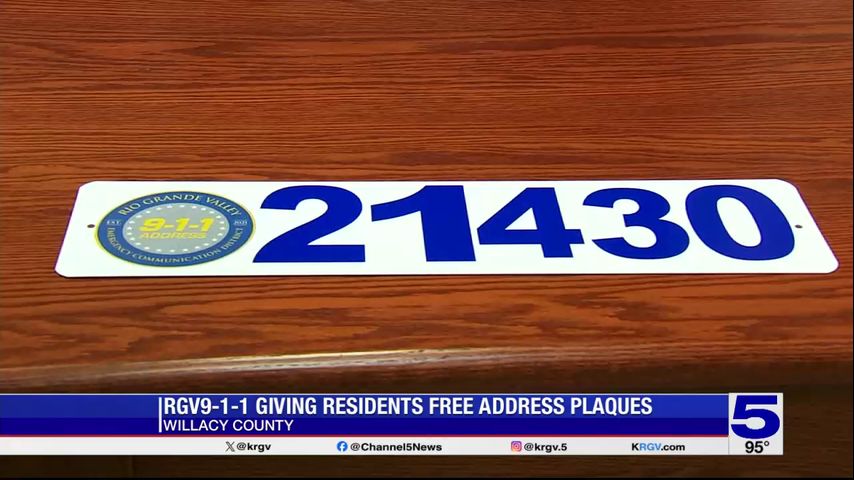 RIO GRANDE VALLEY
9-1-1
ADDRESS
EMERGENCY COMMUNICATION DISTRICT
21430
RGV9-1-1 GIVING RESIDENTS FREE ADDRESS PLAQUES
WILLACY COUNTY
5
95°
X@krgv
@Channel5News
@krgv.5
KRGV.com